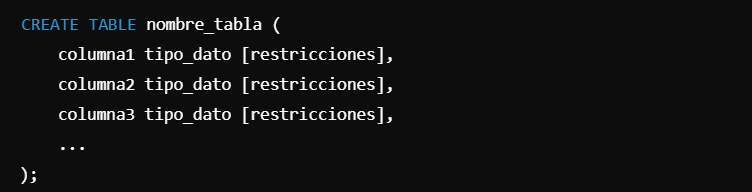 CREATE TABLE nombre_tabla (
    columna1 tipo_dato [restricciones],
    columna2 tipo_dato [restricciones],
    columna3 tipo_dato [restricciones],
    ...
);